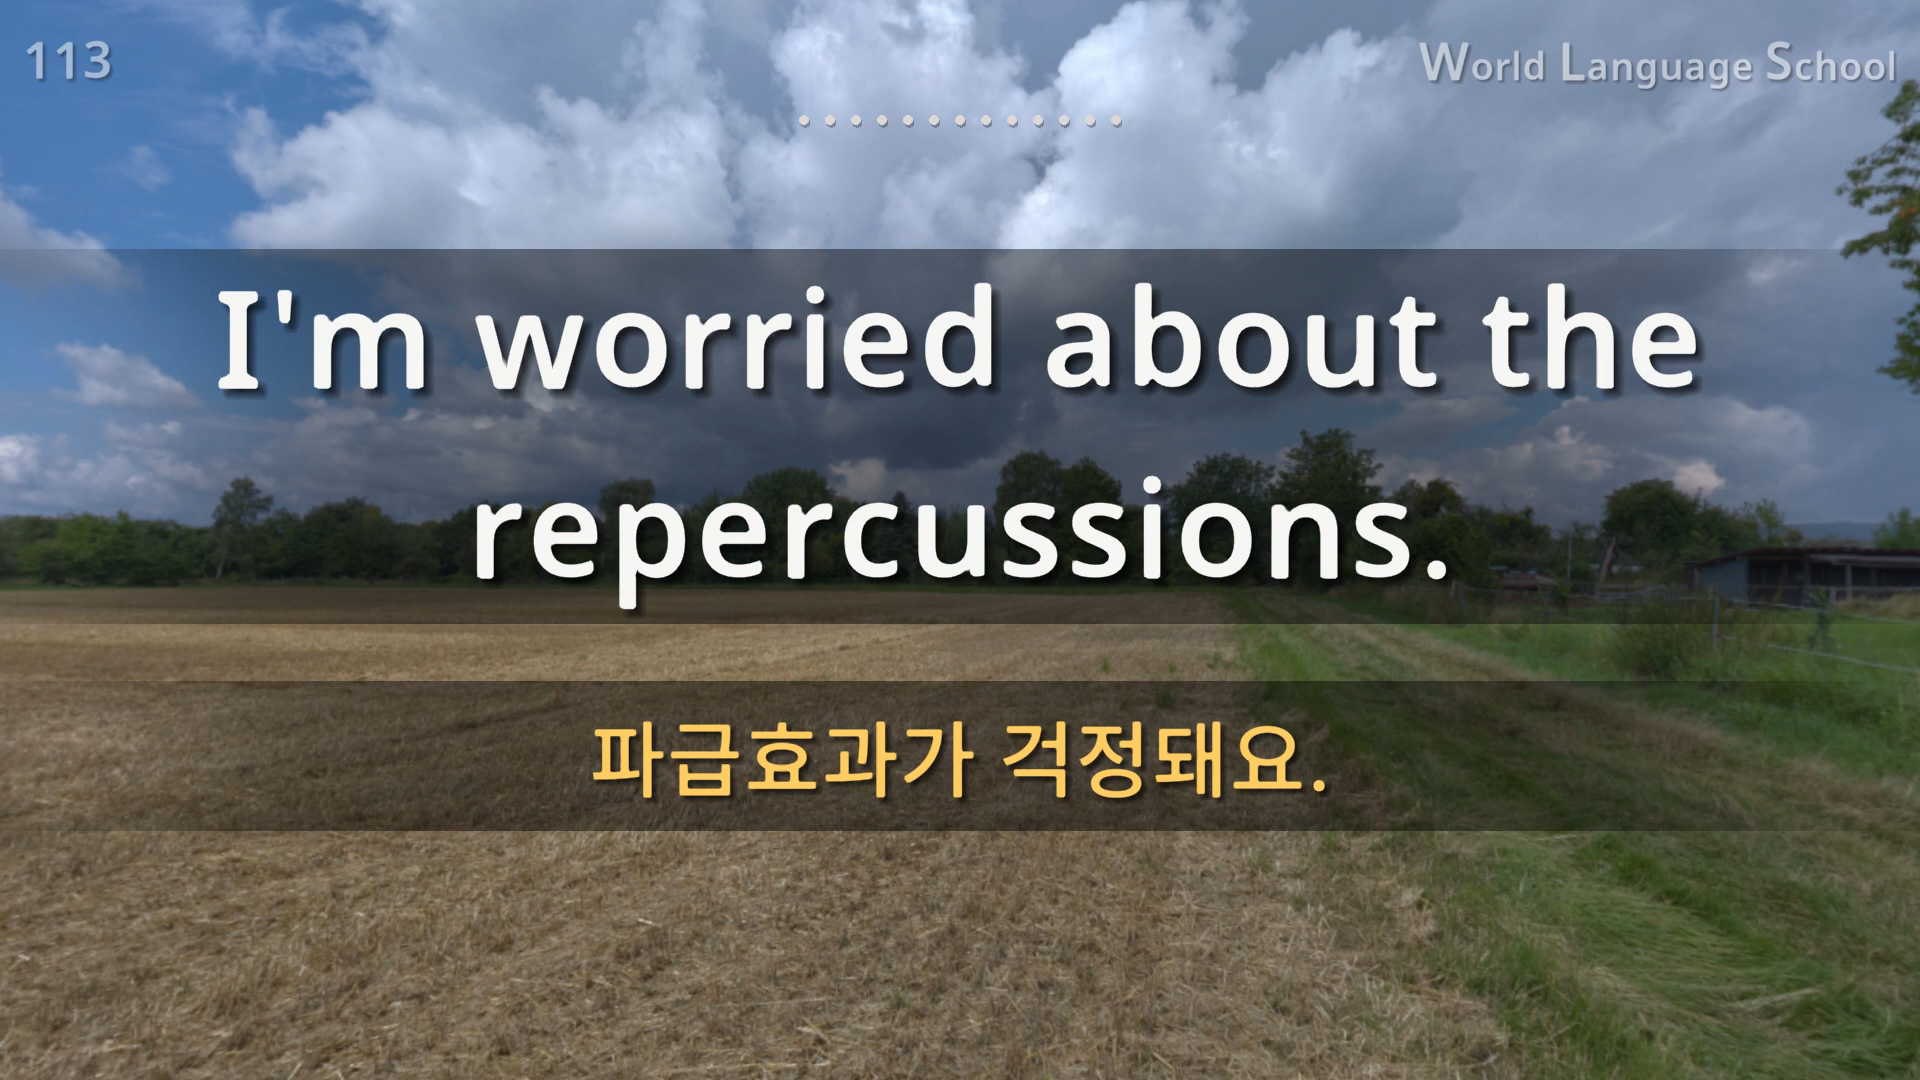 113
World Language School
I'm worried about the
repercussions.
파급효과가 걱정돼요.